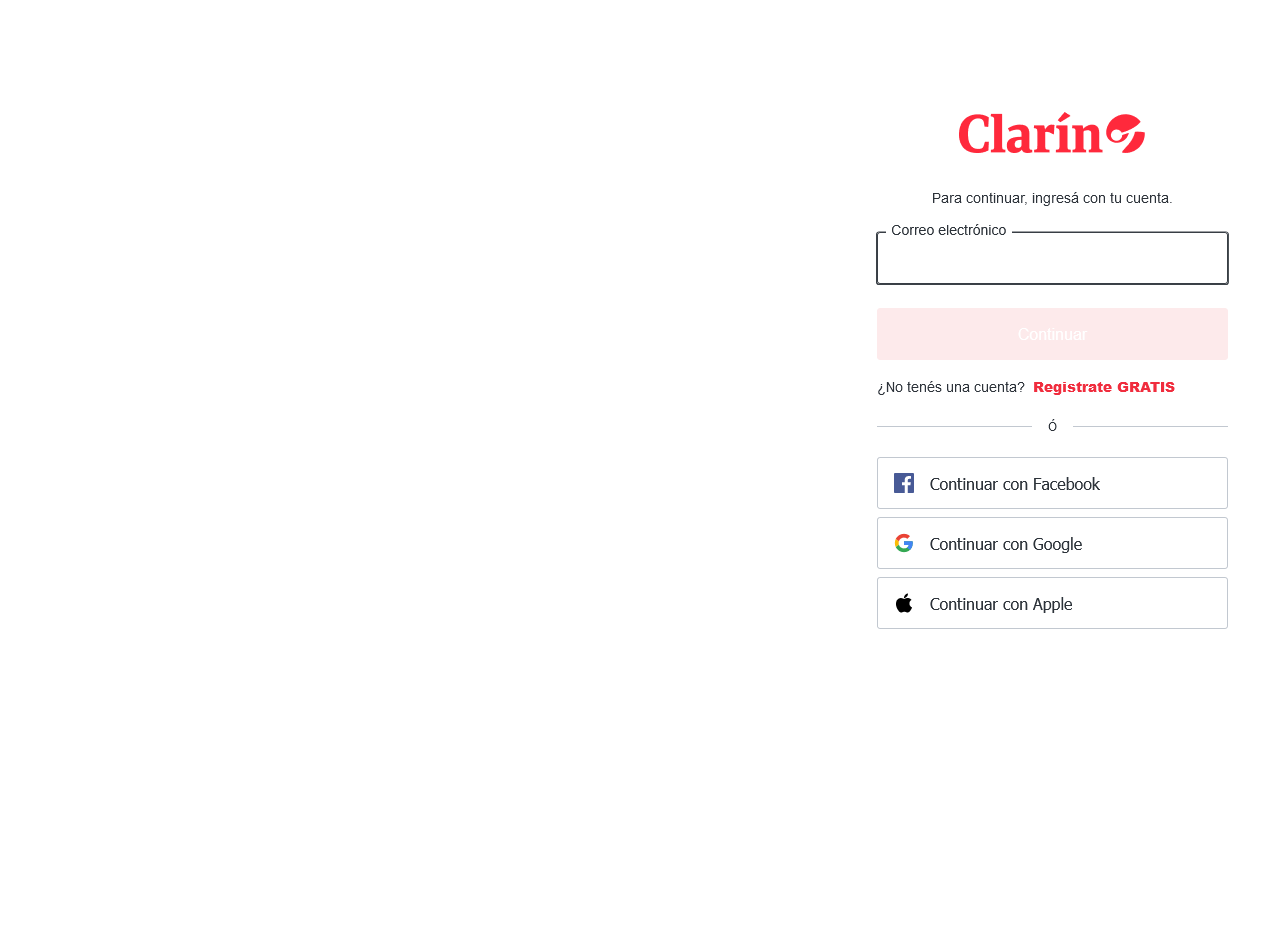 Clarín
Para continuar, ingresá con tu cuenta.
Correo electrónico
Continuar
¿No tenés una cuenta? Registrate GRATIS
Ó
Continuar con Facebook
Continuar con Google
Continuar con Apple